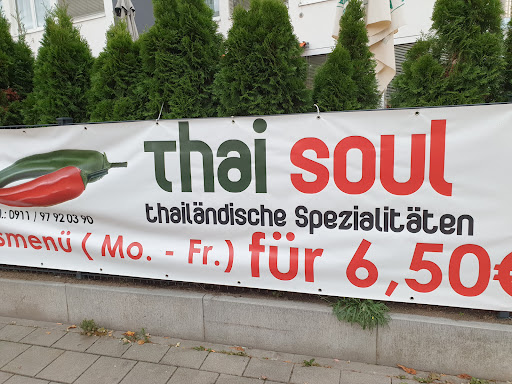 thai soul
thailändische Spezialitäten
.: 0911 / 97 92 03 90
smenü ( Mo. - Fr.) für 6,50€